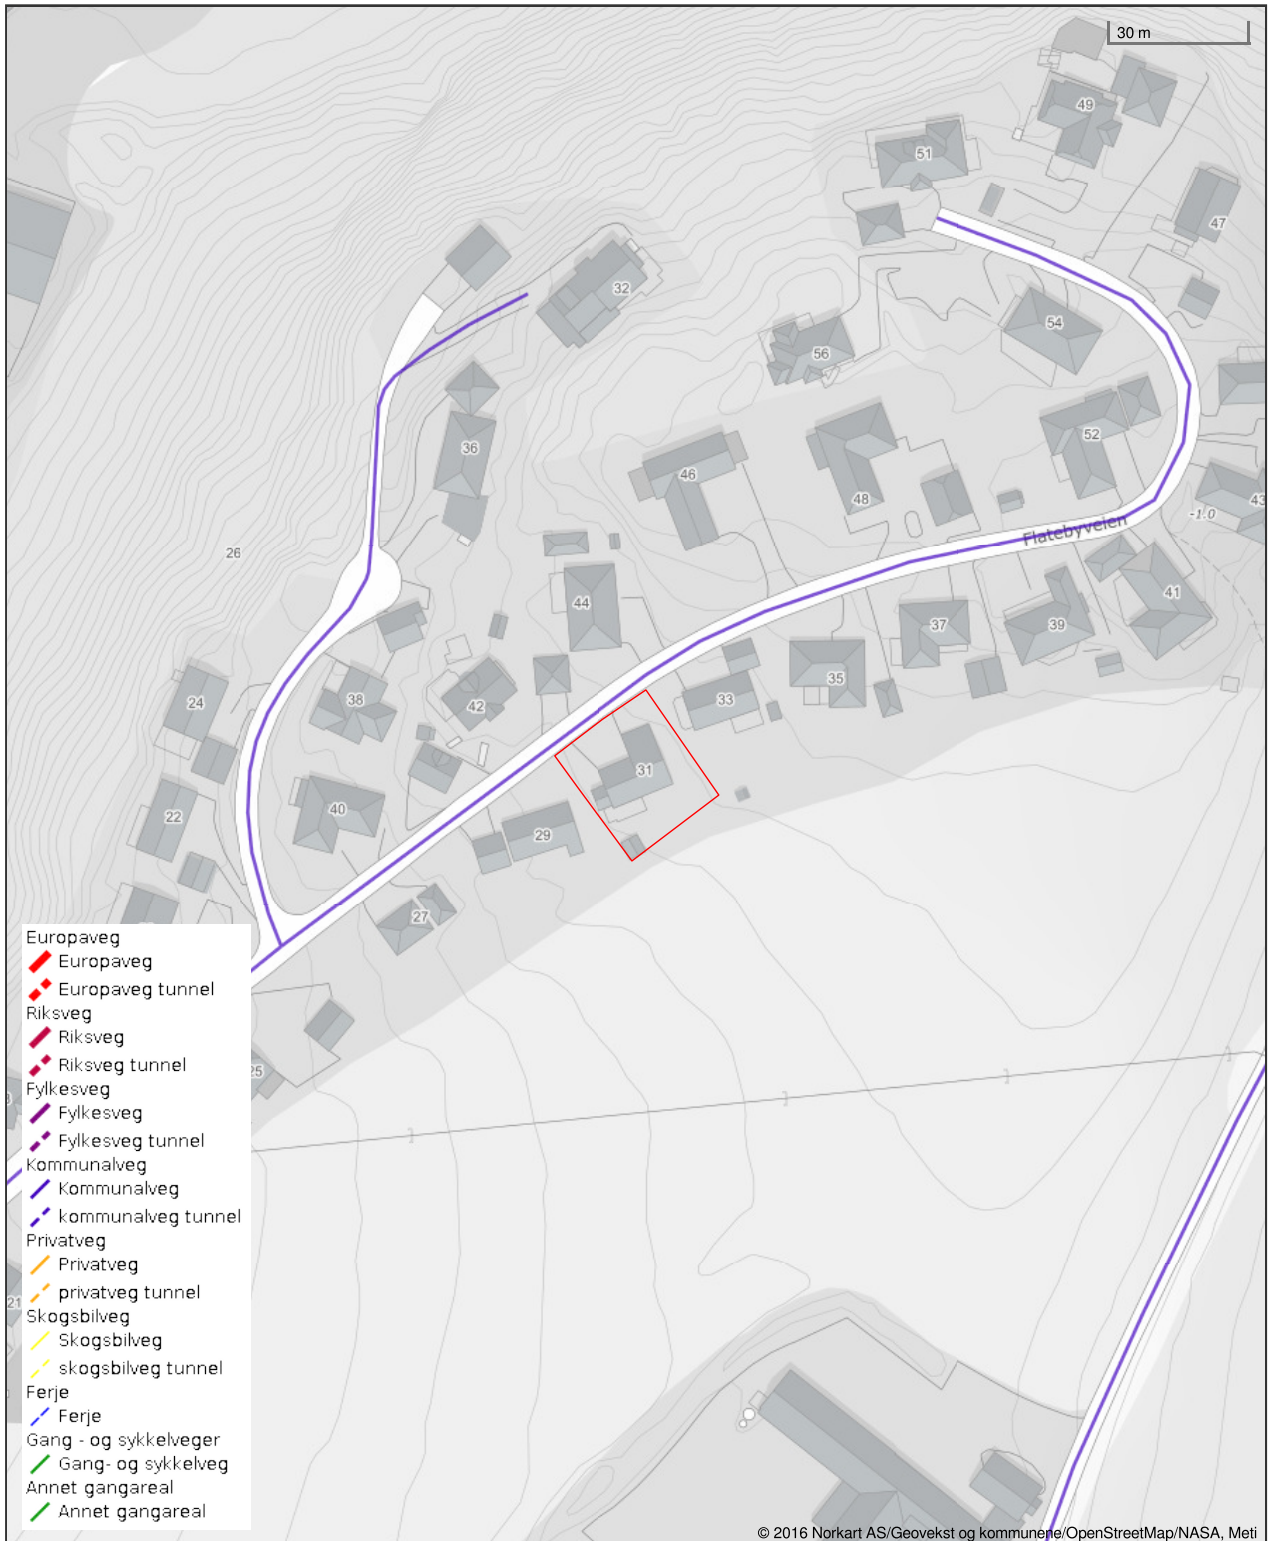 30 m
49
51
47
32
54
56
36
52
46
48
43
-1.0
Flatebyveien
26
44
41
37
39
35
24
38
42
33
31
22
40
29
27
25
21
Europaveg
Europaveg
Europaveg tunnel
Riksveg
Riksveg
Riksveg tunnel
Fylkesveg
Fylkesveg
Fylkesveg tunnel
Kommunalveg
Kommunalveg
kommunalveg tunnel
Privatveg
Privatveg
privatveg tunnel
Skogsbilveg
Skogsbilveg
skogsbilveg tunnel
Ferje
Ferje
Gang - og sykkelveger
Gang- og sykkelveg
Annet gangareal
Annet gangareal
© 2016 Norkart AS/Geovekst og kommunene/OpenStreetMap/NASA, Meti